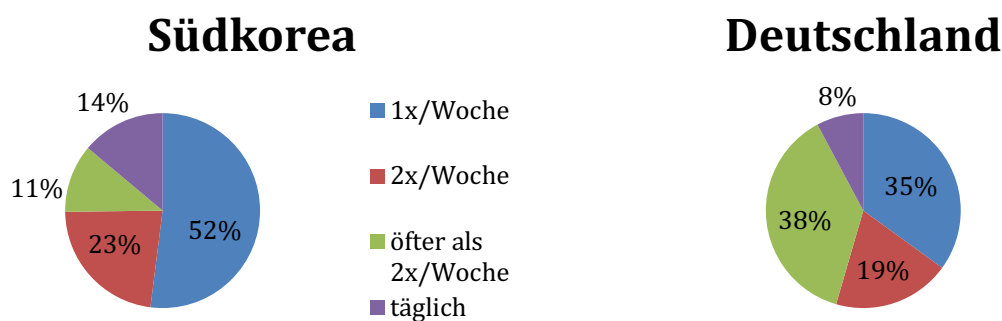 Südkorea
14%
11%
23%
52%
1x/Woche
2x/Woche
öfter als
2x/Woche
täglich
Deutschland
8%
35%
38%
19%